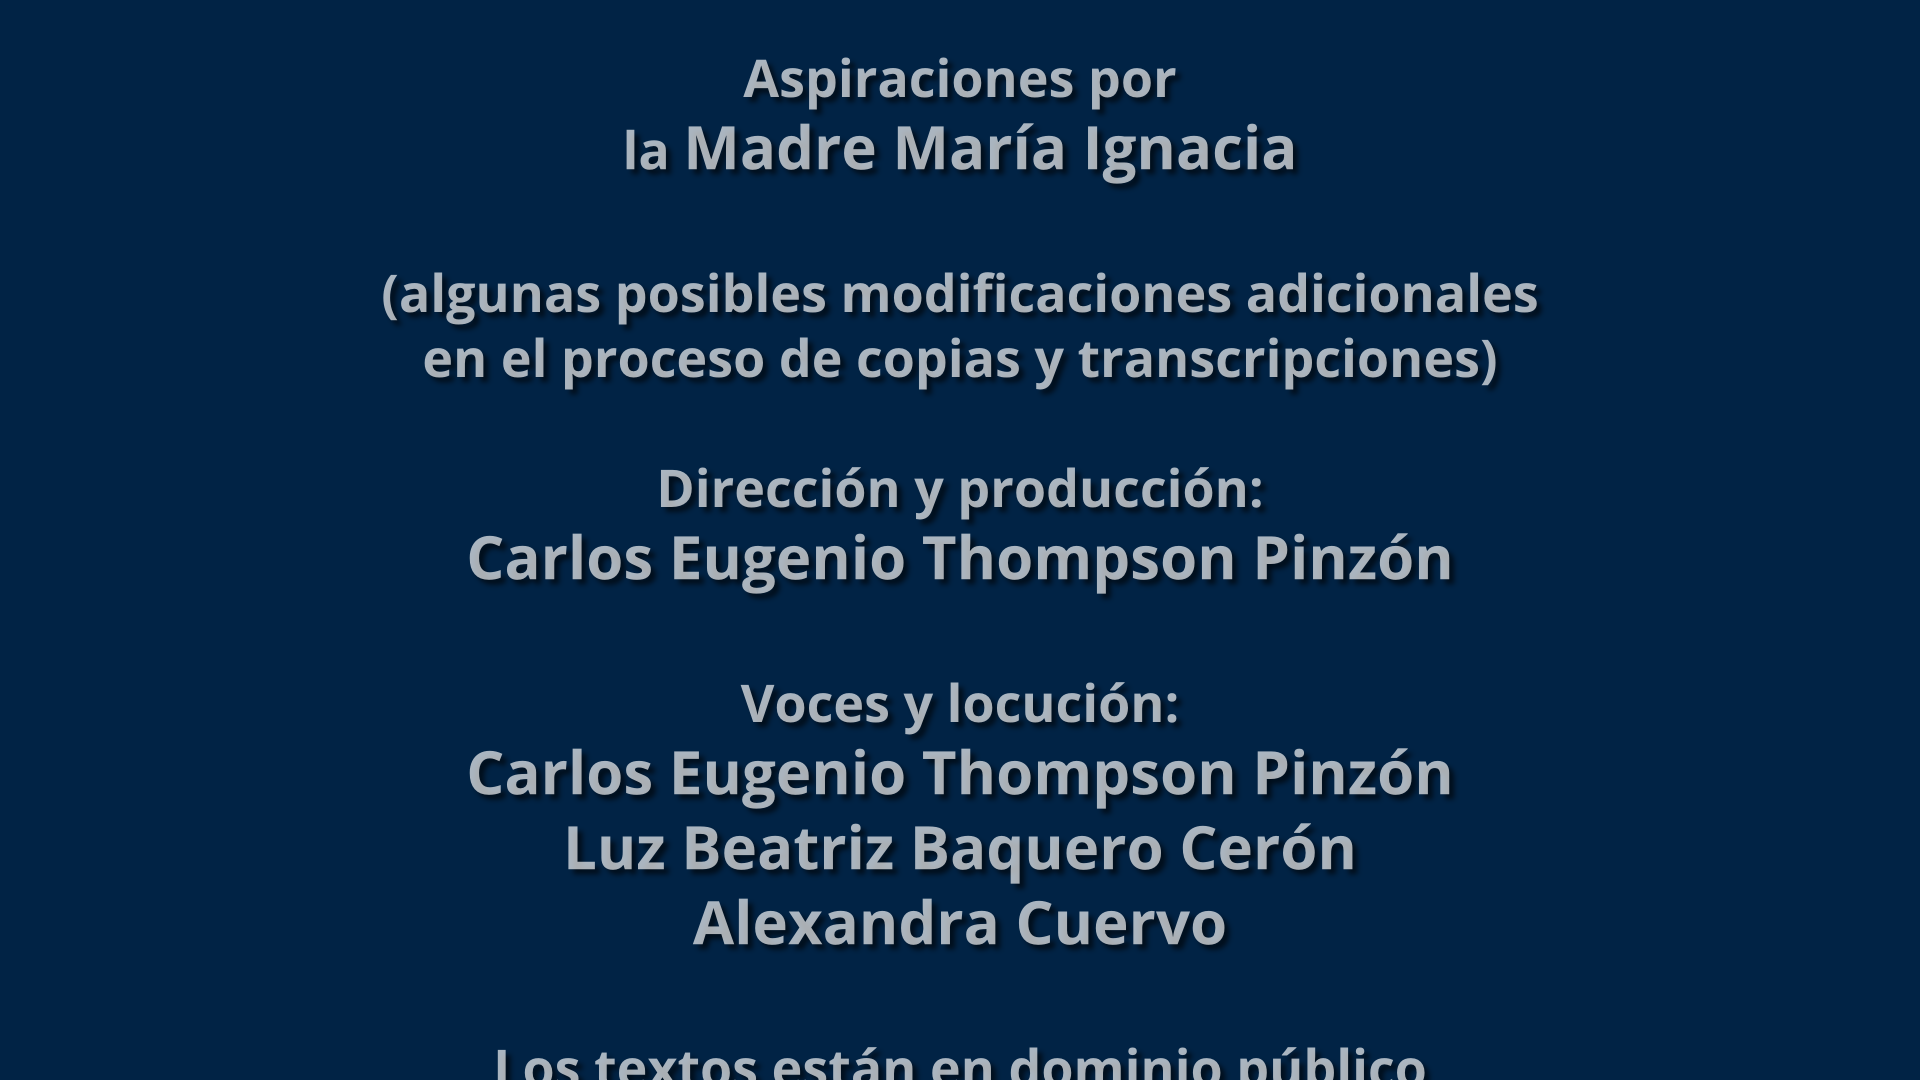 Aspiraciones por
la Madre María Ignacia
(algunas posibles modificaciones adicionales
en el proceso de copias y transcripciones)
Dirección y producción:
Carlos Eugenio Thompson Pinzón
Voces y locución:
Carlos Eugenio Thompson Pinzón
Luz Beatriz Baquero Cerón
Alexandra Cuervo
Los textos están en dominio público